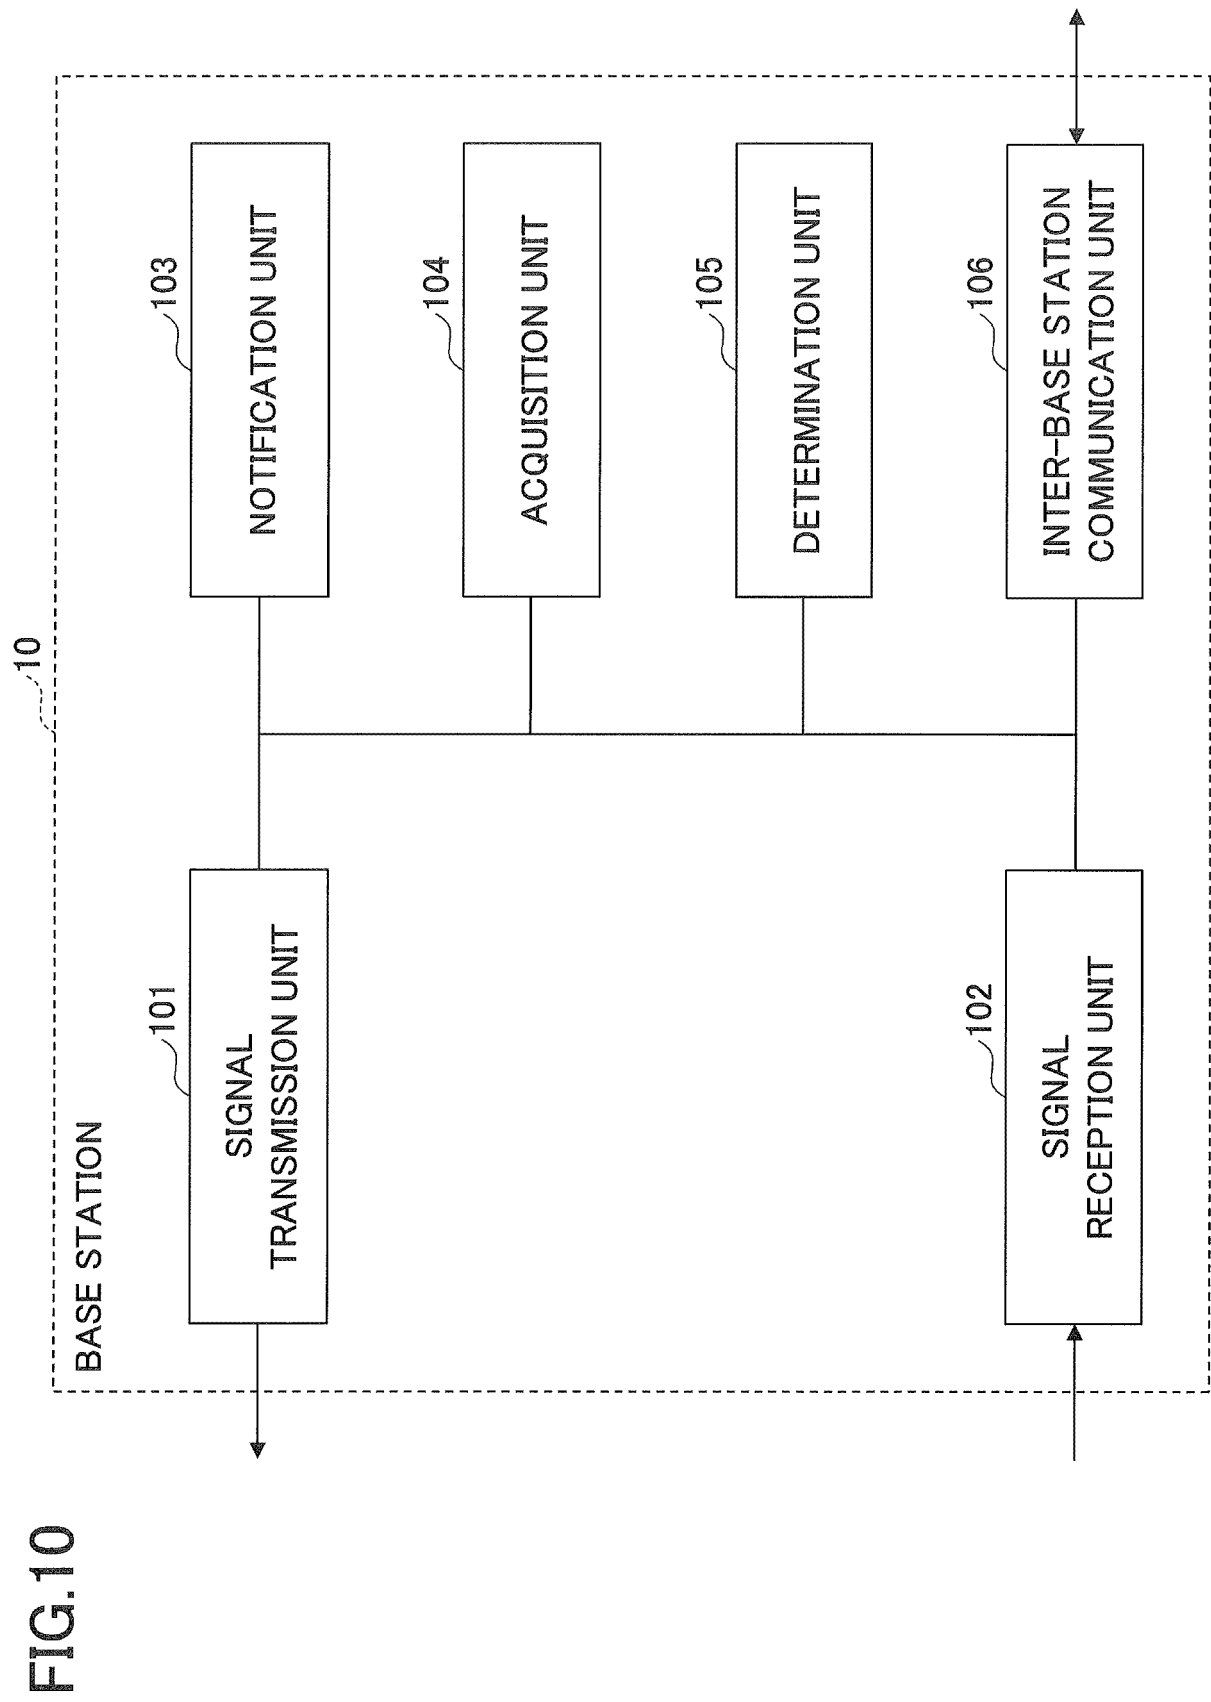 FIG.10
10
BASE STATION
101
SIGNAL
TRANSMISSION UNIT
103
NOTIFICATION UNIT
104
ACQUISITION UNIT
105
DETERMINATION UNIT
102
SIGNAL
RECEPTION UNIT
106
INTER-BASE STATION
COMMUNICATION UNIT